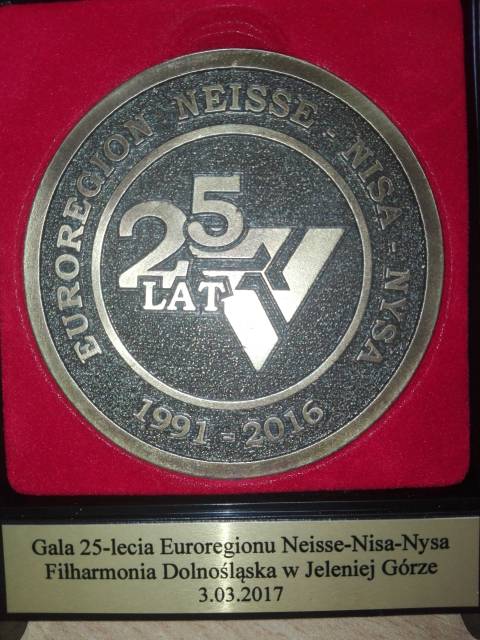 EUROREGION NEISSE - NISA - NYSA
25
LAT
1991 - 2016
Gala 25-lecia Euroregionu Neisse-Nisa-Nysa
Filharmonia Dolnośląska w Jeleniej Górze
3.03.2017